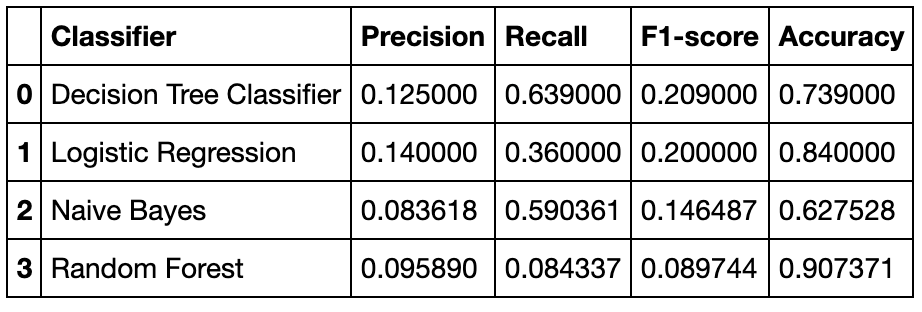 Classifier Precision Recall F1-score Accuracy
0 Decision Tree Classifier 0.125000 0.639000 0.209000 0.739000
1 Logistic Regression 0.140000 0.360000 0.200000 0.840000
2 Naive Bayes 0.083618 0.590361 0.146487 0.627528
3 Random Forest 0.095890 0.084337 0.089744 0.907371